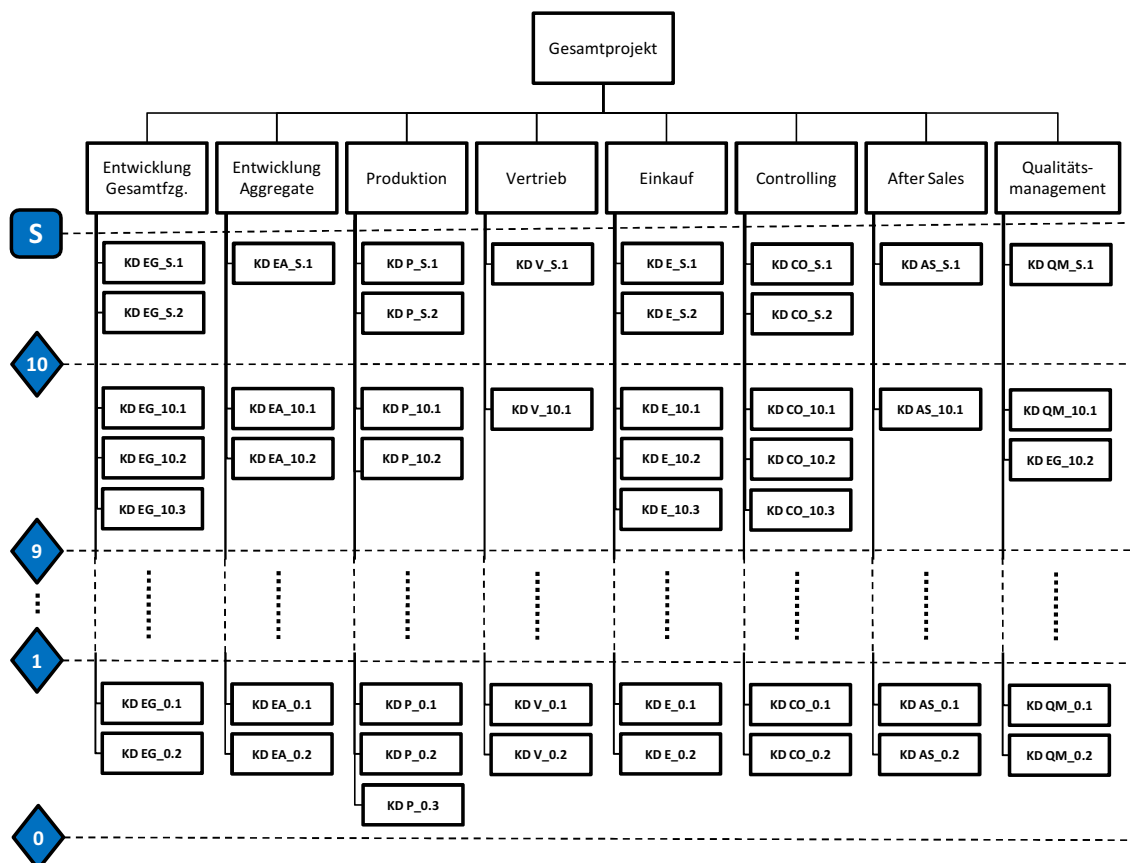 Gesamtprojekt
Entwicklung
Gesamtfzg.
Entwicklung
Aggregate
Produktion
Vertrieb
Einkauf
Controlling
After Sales
Qualitäts-
management
S
KD EG_S.1
KD EA_S.1
KD P_S.1
KD V_S.1
KD E_S.1
KD CO_S.1
KD AS_S.1
KD QM_S.1
KD EG_S.2
KD P_S.2
KD E_S.2
KD CO_S.2
10
KD EG_10.1
KD EA_10.1
KD P_10.1
KD V_10.1
KD E_10.1
KD CO_10.1
KD AS_10.1
KD QM_10.1
KD EG_10.2
KD EA_10.2
KD P_10.2
KD E_10.2
KD CO_10.2
KD EG_10.2
KD EG_10.3
KD E_10.3
KD CO_10.3
9
1
KD EG_0.1
KD EA_0.1
KD P_0.1
KD V_0.1
KD E_0.1
KD CO_0.1
KD AS_0.1
KD QM_0.1
KD EG_0.2
KD EA_0.2
KD P_0.2
KD V_0.2
KD E_0.2
KD CO_0.2
KD AS_0.2
KD QM_0.2
KD P_0.3
0